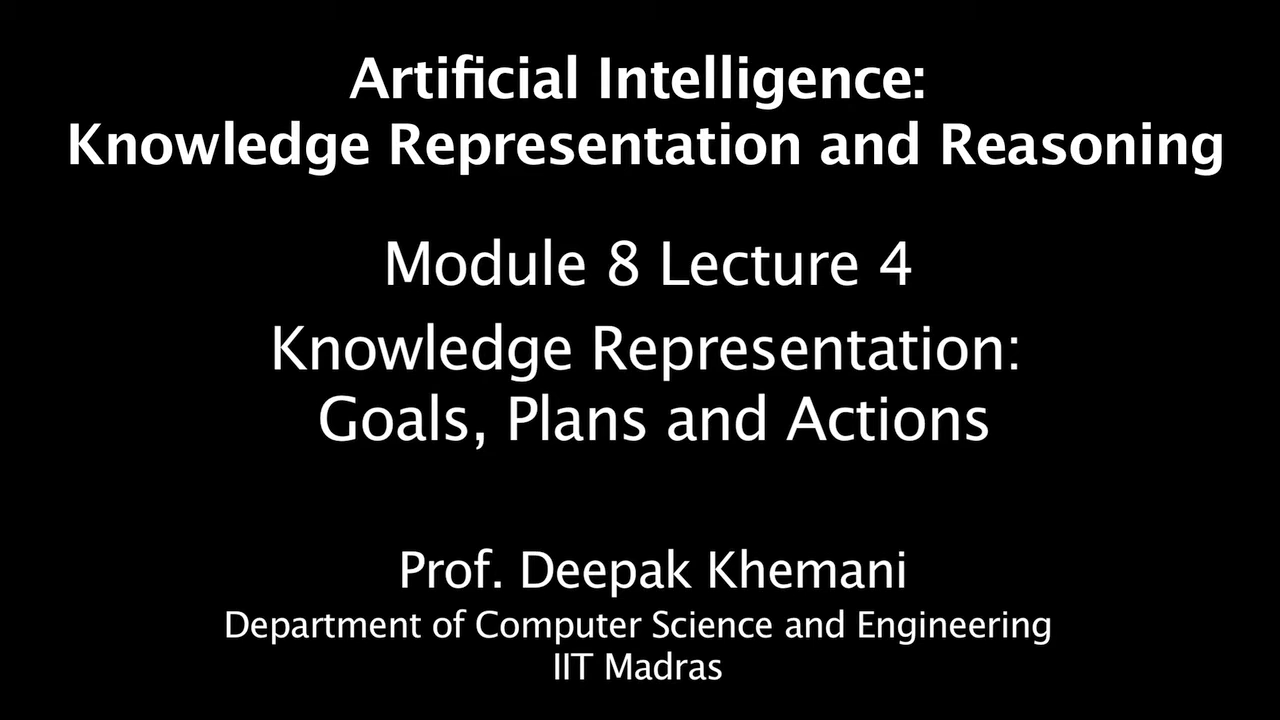 Artificial Intelligence:
Knowledge Representation and Reasoning
Module 8 Lecture 4
Knowledge Representation:
Goals, Plans and Actions
Prof. Deepak Khemani
Department of Computer Science and Engineering
IIT Madras